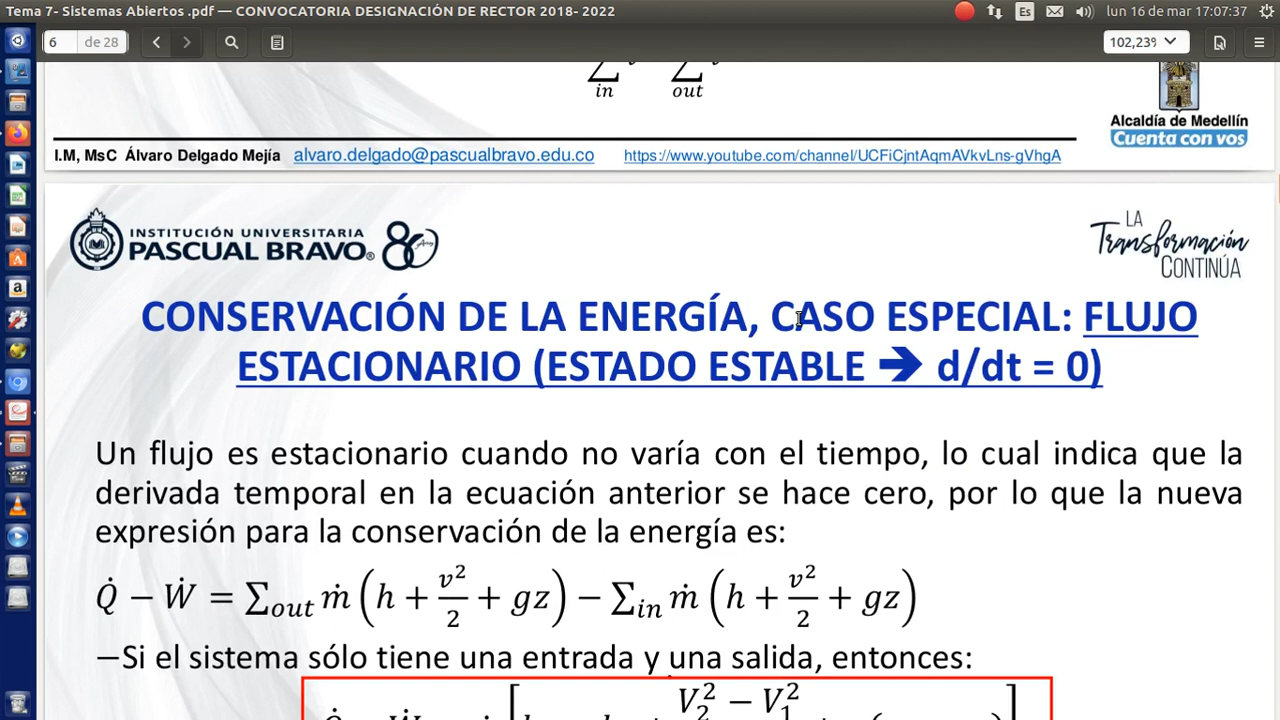 Tema 7- Sistemas Abiertos .pdf — CONVOCATORIA DESIGNACIÓN DE RECTOR 2018- 2022
Es
lun 16 de mar 17:07:37
6 de 28
102,23%
in out
Alcaldía de Medellín
Cuenta con vos
I.M, MsC Álvaro Delgado Mejía alvaro.delgado@pascualbravo.edu.co https://www.youtube.com/channel/UCFiCjntAqmAVkvLns-gVhgA
INSTITUCIÓN UNIVERSITARIA
PASCUAL BRAVO® 80 Años
LA
Transformación
CONTINÚA
CONSERVACIÓN DE LA ENERGÍA, CASO ESPECIAL: FLUJO
ESTACIONARIO (ESTADO ESTABLE ➔ d/dt = 0)
Un flujo es estacionario cuando no varía con el tiempo, lo cual indica que la
derivada temporal en la ecuación anterior se hace cero, por lo que la nueva
expresión para la conservación de la energía es:
Q̇ − Ẇ = ∑out ṁ (h + v²/2 + gz) − ∑in ṁ (h + v²/2 + gz)
−Si el sistema sólo tiene una entrada y una salida, entonces:
V₂² − V₁²